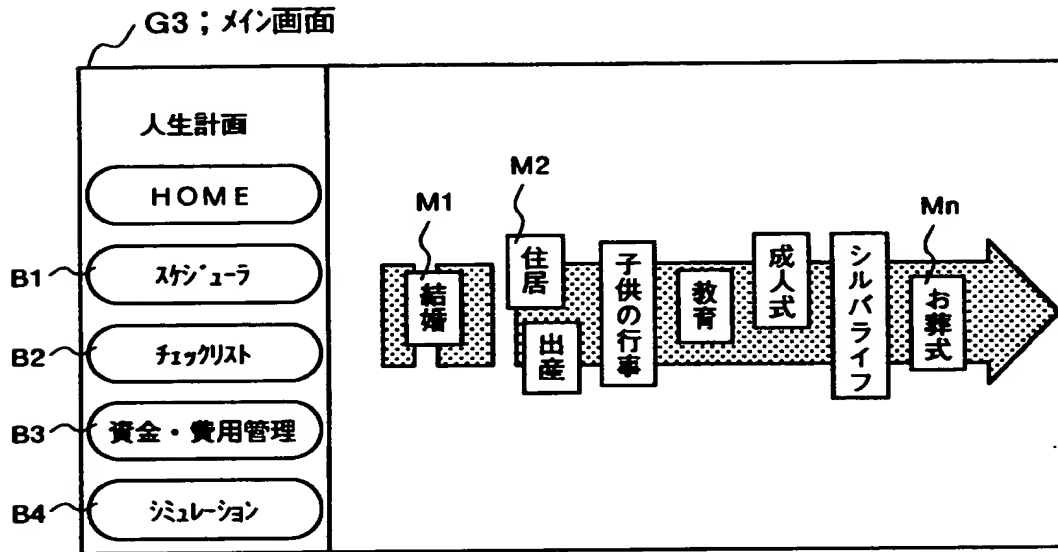 G3；メイン画面
人生計画
HOME
B1
スケジューラ
B2
チェックリスト
B3
資金・費用管理
B4
シミュレーション
M1
結婚
M2
住居
出産
子供の行事
教育
成人式
シルバライフ
Mn
お葬式